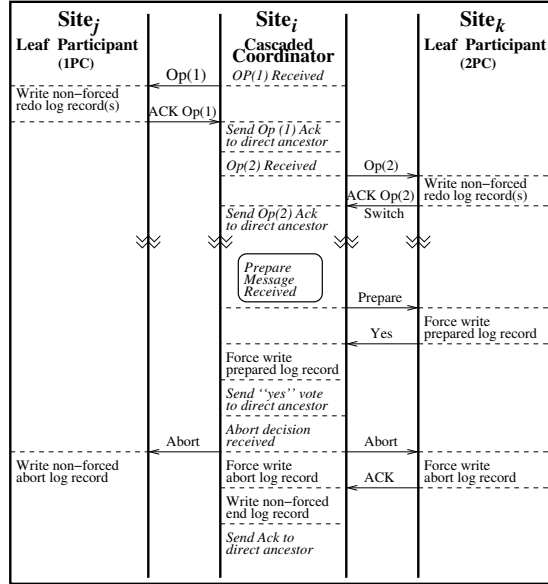 Site_j
Site_i
Site_k
Leaf Participant
Cascaded
Leaf Participant
(1PC)
Coordinator
(2PC)
Op(1)
OP(1) Received
Write non-forced
redo log record(s)
ACK Op(1)
Send Op (1) Ack
to direct ancestor
Op(2) Received
Op(2)
ACK Op(2)
Write non-forced
redo log record(s)
Send Op(2) Ack
to direct ancestor
Switch
Prepare
Message
Received
Prepare
Yes
Force write
prepared log record
Force write
prepared log record
Send ‘‘yes’’ vote
to direct ancestor
Abort decision
received
Abort
Abort
Write non-forced
abort log record
Force write
abort log record
ACK
Force write
abort log record
Write non-forced
end log record
Send Ack to
direct ancestor